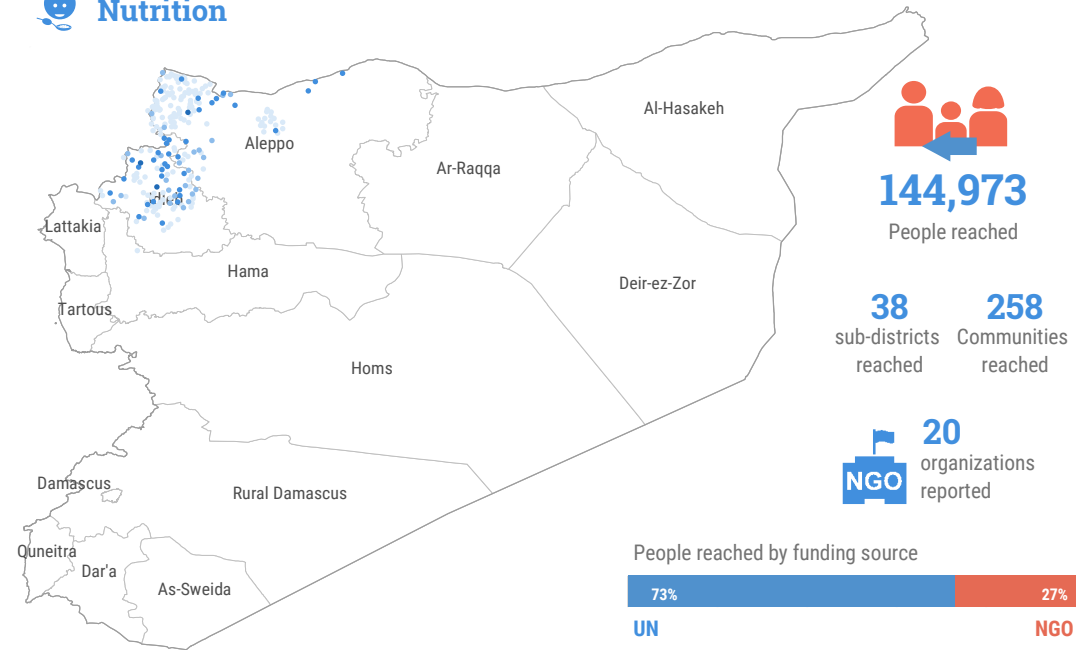 Nutrition
Al-Hasakeh
Aleppo
Ar-Raqqa
144,973
People reached
Lattakia
Hama
Deir-ez-Zor
Tartous
38
sub-districts
reached
258
Communities
reached
Homs
20
organizations
reported
NGO
Damascus
Rural Damascus
Quneitra
Dar'a
As-Sweida
People reached by funding source
73%
27%
UN
NGO